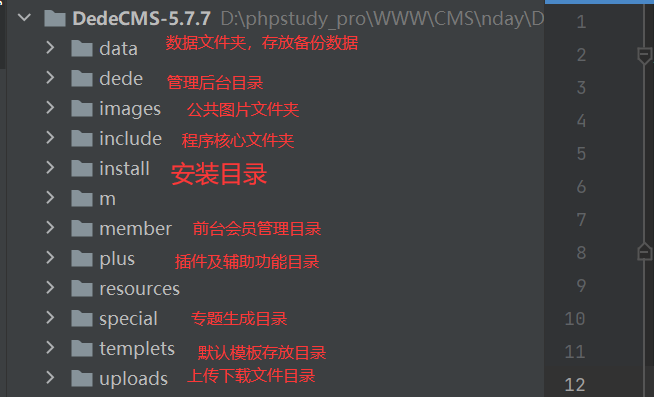 DedeCMS-5.7.7 D:\phpstudy_pro\WWW\CMS\nday\D
data 数据文件夹，存放备份数据
dede 管理后台目录
images 公共图片文件夹
include 程序核心文件夹
install 安装目录
m
member 前台会员管理目录
plus 插件及辅助功能目录
resources
special 专题生成目录
templets 默认模板存放目录
uploads 上传下载文件目录
1
2
3
4
5
6
7
8
9
10
11
12